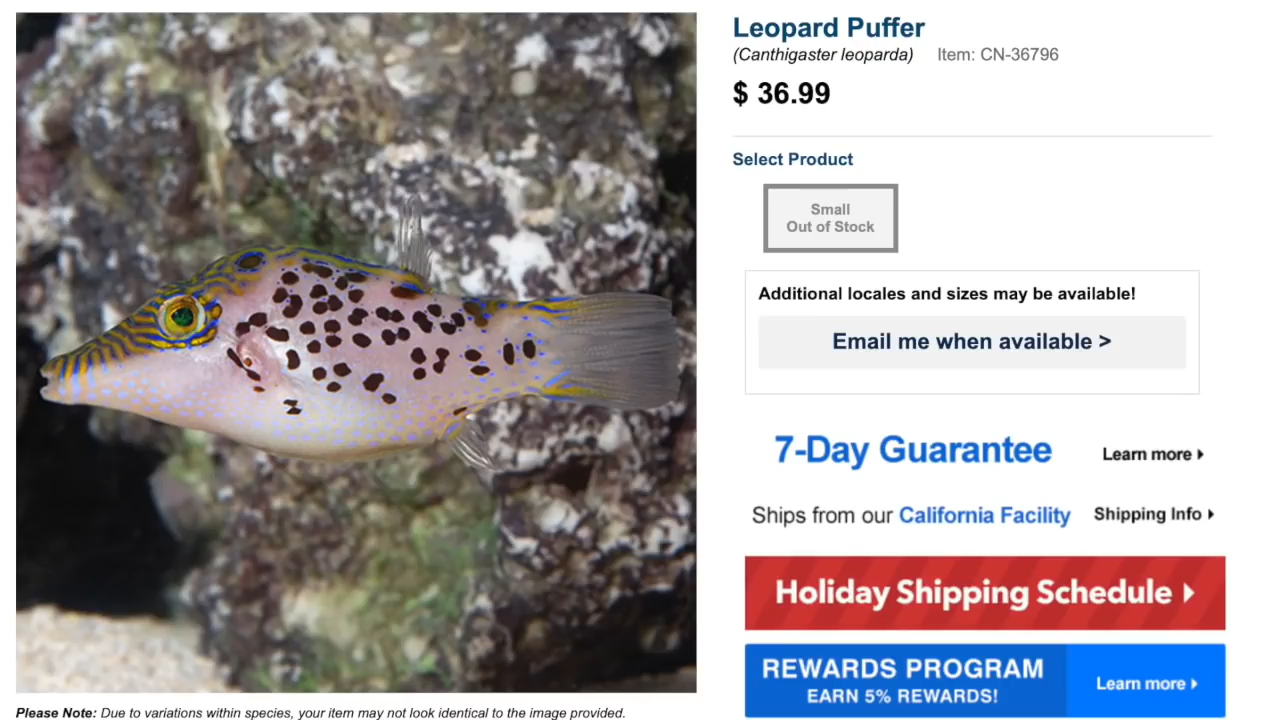 Leopard Puffer
(Canthigaster leoparda) Item: CN-36796
$ 36.99
Select Product
Small
Out of Stock
Additional locales and sizes may be available!
Email me when available >
7-Day Guarantee Learn more
Ships from our California Facility Shipping Info
Holiday Shipping Schedule
REWARDS PROGRAM
EARN 5% REWARDS!
Learn more
Please Note: Due to variations within species, your item may not look identical to the image provided.